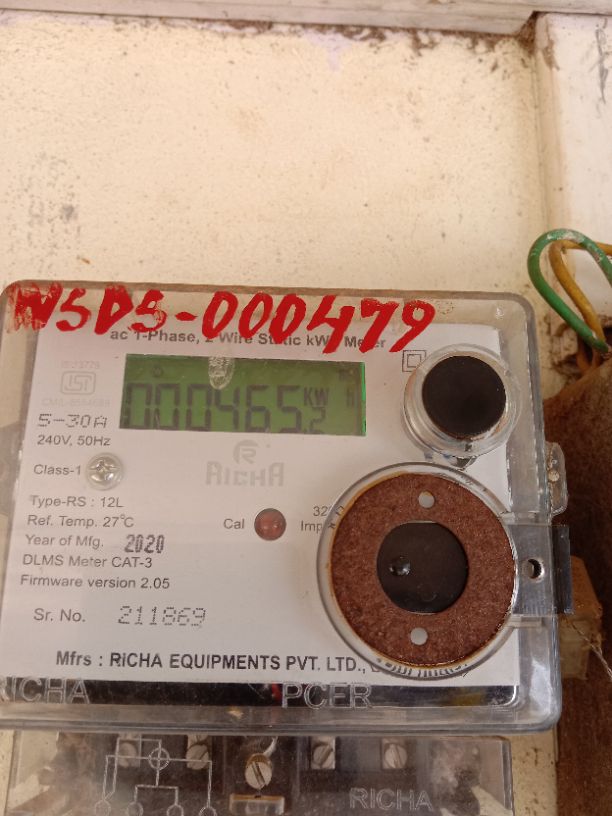 WSDS-000479
ac 1-Phase, 2 Wire Static kWh Meter
ISI
000465.2 KW h
5-30A
240V, 50Hz
RICHA
Class-1
Type-RS : 12L
Ref. Temp. 27°C
Cal
Year of Mfg. 2020
DLMS Meter CAT-3
Firmware version 2.05
Sr. No. 211869
Mfrs : RICHA EQUIPMENTS PVT. LTD.,
RICHA PCER
RICHA